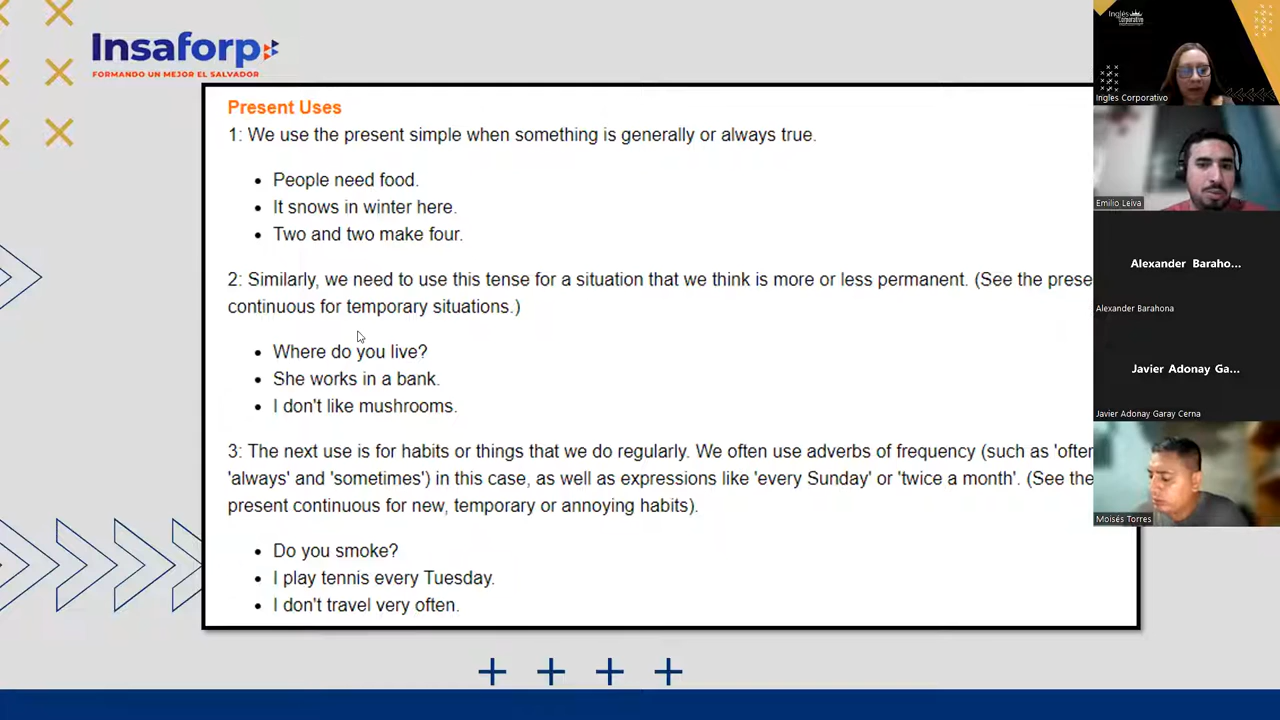 Insaforp
FORMANDO UN MEJOR EL SALVADOR
Present Uses
1: We use the present simple when something is generally or always true.
• People need food.
• It snows in winter here.
• Two and two make four.
2: Similarly, we need to use this tense for a situation that we think is more or less permanent. (See the prese
continuous for temporary situations.)
• Where do you live?
• She works in a bank.
• I don't like mushrooms.
3: The next use is for habits or things that we do regularly. We often use adverbs of frequency (such as 'often
'always' and 'sometimes') in this case, as well as expressions like 'every Sunday' or 'twice a month'. (See the
present continuous for new, temporary or annoying habits).
• Do you smoke?
• I play tennis every Tuesday.
• I don't travel very often.
Inglés
Corporativo
Ingles Corporativo
Emilio Leiva
Alexander Baraho...
Alexander Barahona
Javier Adonay Ga...
Javier Adonay Garay Cerna
Moisés Torres